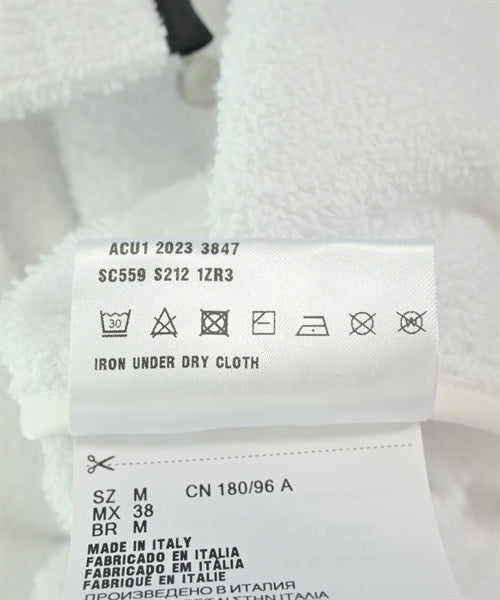 ACU1 2023 3847
SC559 S212 1ZR3
30 W
IRON UNDER DRY CLOTH
SZ M CN 180/96 A
MX 38
BR M
MADE IN ITALY
FABRICADO EN ITALIA
FABRICADO EM ITALIA
FABRIQUÉ EN ITALIE
ПРОИЗВЕДЕНО В ИТАЛИЯ